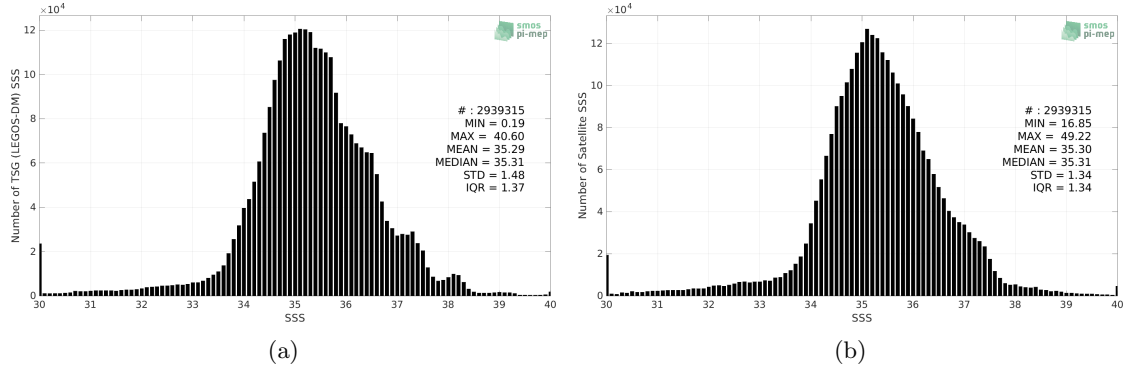 ×10⁴
12
10
8
6
4
2
0
Number of TSG (LEGOS-DM) SSS
smos
pi-mep
# : 2939315
MIN = 0.19
MAX = 40.60
MEAN = 35.29
MEDIAN = 35.31
STD = 1.48
IQR = 1.37
30 31 32 33 34 35 36 37 38 39 40
SSS
(a)
×10⁴
12
10
8
6
4
2
0
Number of Satellite SSS
smos
pi-mep
# : 2939315
MIN = 16.85
MAX = 49.22
MEAN = 35.30
MEDIAN = 35.31
STD = 1.34
IQR = 1.34
30 31 32 33 34 35 36 37 38 39 40
SSS
(b)